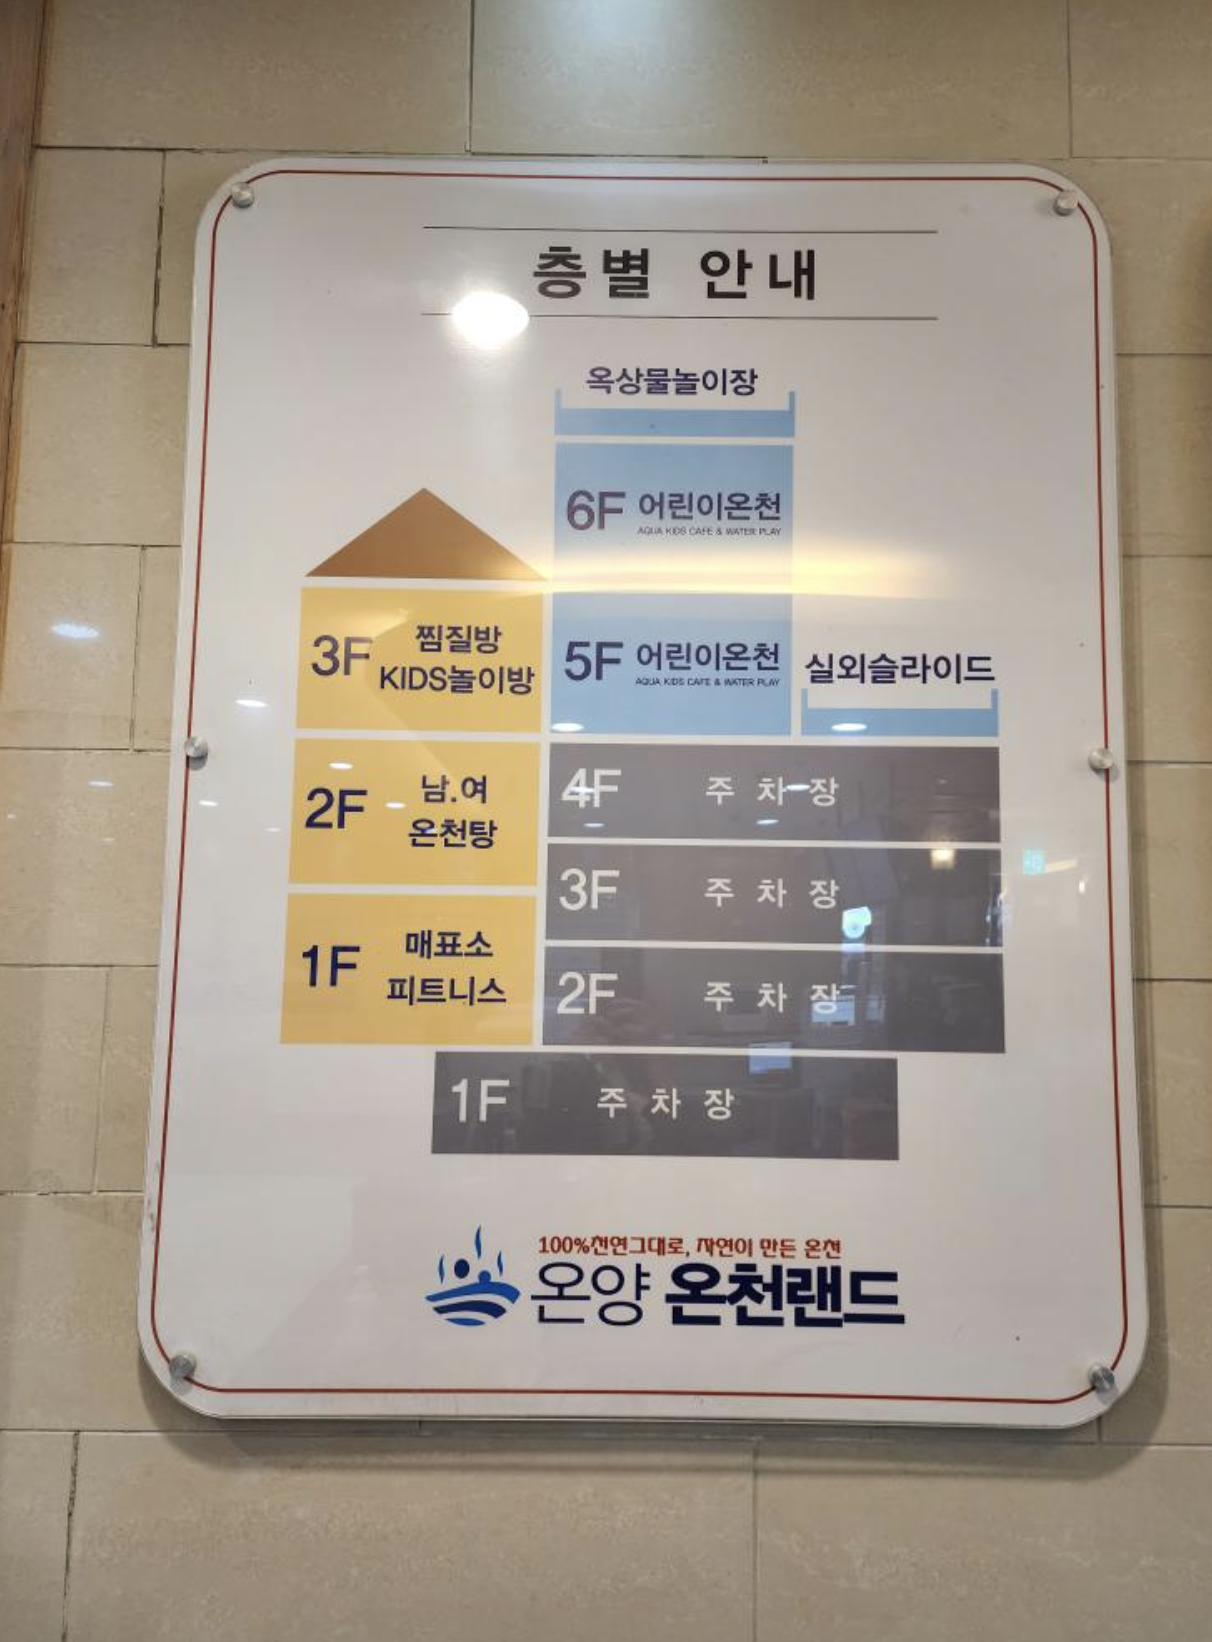 층별 안내
옥상물놀이장
6F 어린이온천
AQUA KIDS CAFE & WATER PLAY
3F 찜질방
KIDS놀이방
5F 어린이온천
AQUA KIDS CAFE & WATER PLAY
실외슬라이드
2F 남.여
온천탕
4F 주차장
3F 주차장
1F 매표소
피트니스
2F 주차장
1F 주차장
100%천연그대로, 자연이 만든 온천
온양 온천랜드